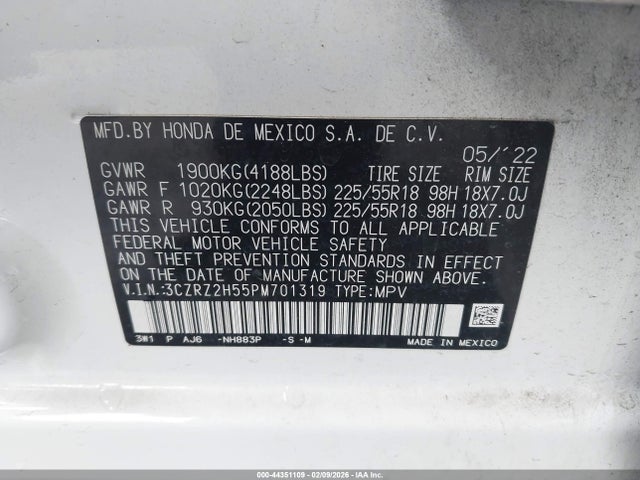 MFD.BY HONDA DE MEXICO S.A. DE C.V.
05/'22
GVWR 1900KG(4188LBS) TIRE SIZE RIM SIZE
GAWR F 1020KG(2248LBS) 225/55R18 98H 18X7.0J
GAWR R 930KG(2050LBS) 225/55R18 98H 18X7.0J
THIS VEHICLE CONFORMS TO ALL APPLICABLE
FEDERAL MOTOR VEHICLE SAFETY
AND THEFT PREVENTION STANDARDS IN EFFECT
ON THE DATE OF MANUFACTURE SHOWN ABOVE.
V.I.N.:3CZRZ2H55PM701319 TYPE:MPV
3W1 P AJ6 -NH883P -S -M MADE IN MEXICO
000-44351109 - 02/09/2026 - IAA Inc.